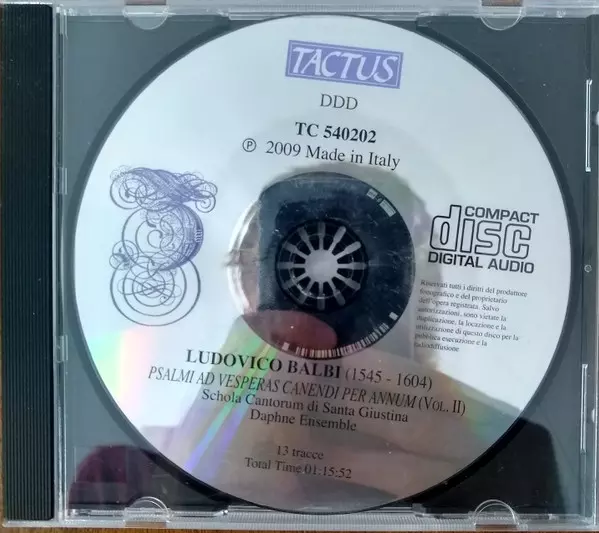 TACTUS
DDD
TC 540202
℗ 2009 Made in Italy
COMPACT
disc
DIGITAL AUDIO
Riservati tutti i diritti del produttore
fonografico e del proprietario
dell'opera registrata. Salvo
autorizzazioni, sono vietate la
duplicazione, la locazione e la
utilizzazione di questo disco per la
pubblica esecuzione e la
radiodiffusione
LUDOVICO BALBI (1545 - 1604)
PSALMI AD VESPERAS CANENDI PER ANNUM (VOL. II)
Schola Cantorum di Santa Giustina
Daphne Ensemble
13 tracce
Toral Time 01:15:52